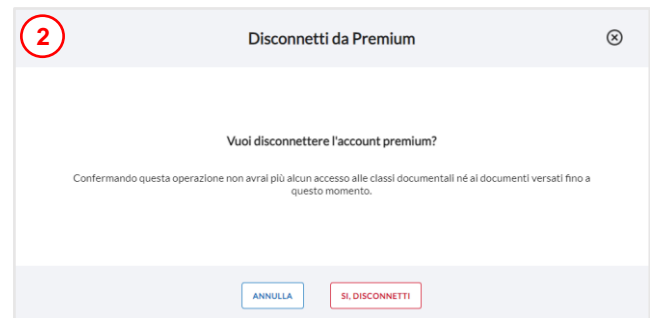 2
Disconnetti da Premium
Vuoi disconnettere l'account premium?
Confermando questa operazione non avrai più alcun accesso alle classi documentali né ai documenti versati fino a
questo momento.
ANNULLA
SI, DISCONNETTI